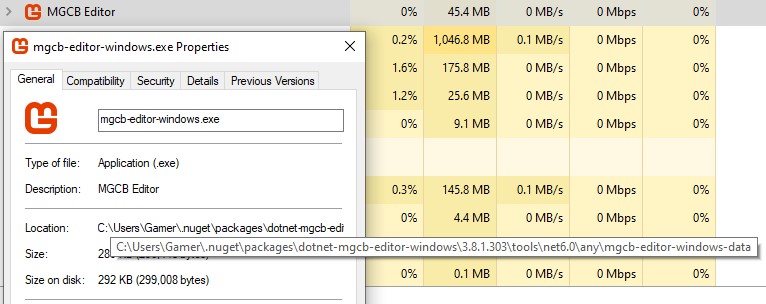 MGCB Editor 0% 45.4 MB 0 MB/s 0 Mbps 0%
mgcb-editor-windows.exe Properties 0.2% 1,046.8 MB 0.1 MB/s 0 Mbps 0%
1.6% 175.8 MB 0 MB/s 0 Mbps 0%
General Compatibility Security Details Previous Versions
1.2% 25.6 MB 0 MB/s 0 Mbps 0%
mgcb-editor-windows.exe 0% 9.1 MB 0 MB/s 0 Mbps 0%
Type of file: Application (.exe)
Description: MGCB Editor 0.3% 145.8 MB 0.1 MB/s 0 Mbps 0%
Location: C:\Users\Gamer\.nuget\packages\dotnet-mgcb-edi 0% 4.4 MB 0 MB/s 0 Mbps 0%
C:\Users\Gamer\.nuget\packages\dotnet-mgcb-editor-windows\3.8.1.303\tools\net6.0\any\mgcb-editor-windows-data
Size:
Size on disk: 292 KB (299,008 bytes) 0% 0.1 MB 0 MB/s 0 Mbps 0%